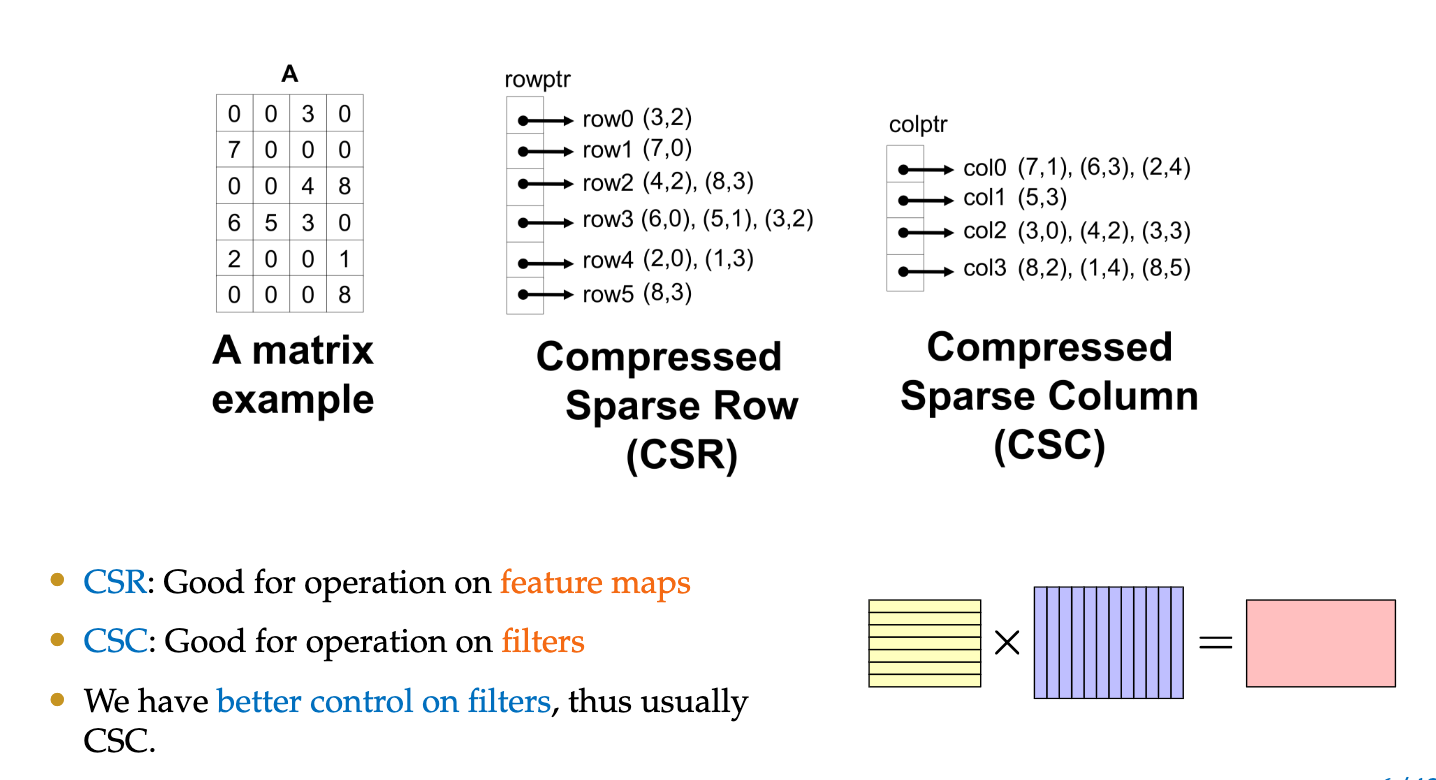 A
0 0 3 0
7 0 0 0
0 0 4 8
6 5 3 0
2 0 0 1
0 0 0 8
A matrix
example
rowptr
row0 (3,2)
row1 (7,0)
row2 (4,2), (8,3)
row3 (6,0), (5,1), (3,2)
row4 (2,0), (1,3)
row5 (8,3)
Compressed
Sparse Row
(CSR)
colptr
col0 (7,1), (6,3), (2,4)
col1 (5,3)
col2 (3,0), (4,2), (3,3)
col3 (8,2), (1,4), (8,5)
Compressed
Sparse Column
(CSC)
• CSR: Good for operation on feature maps
• CSC: Good for operation on filters
• We have better control on filters, thus usually
CSC.
× =